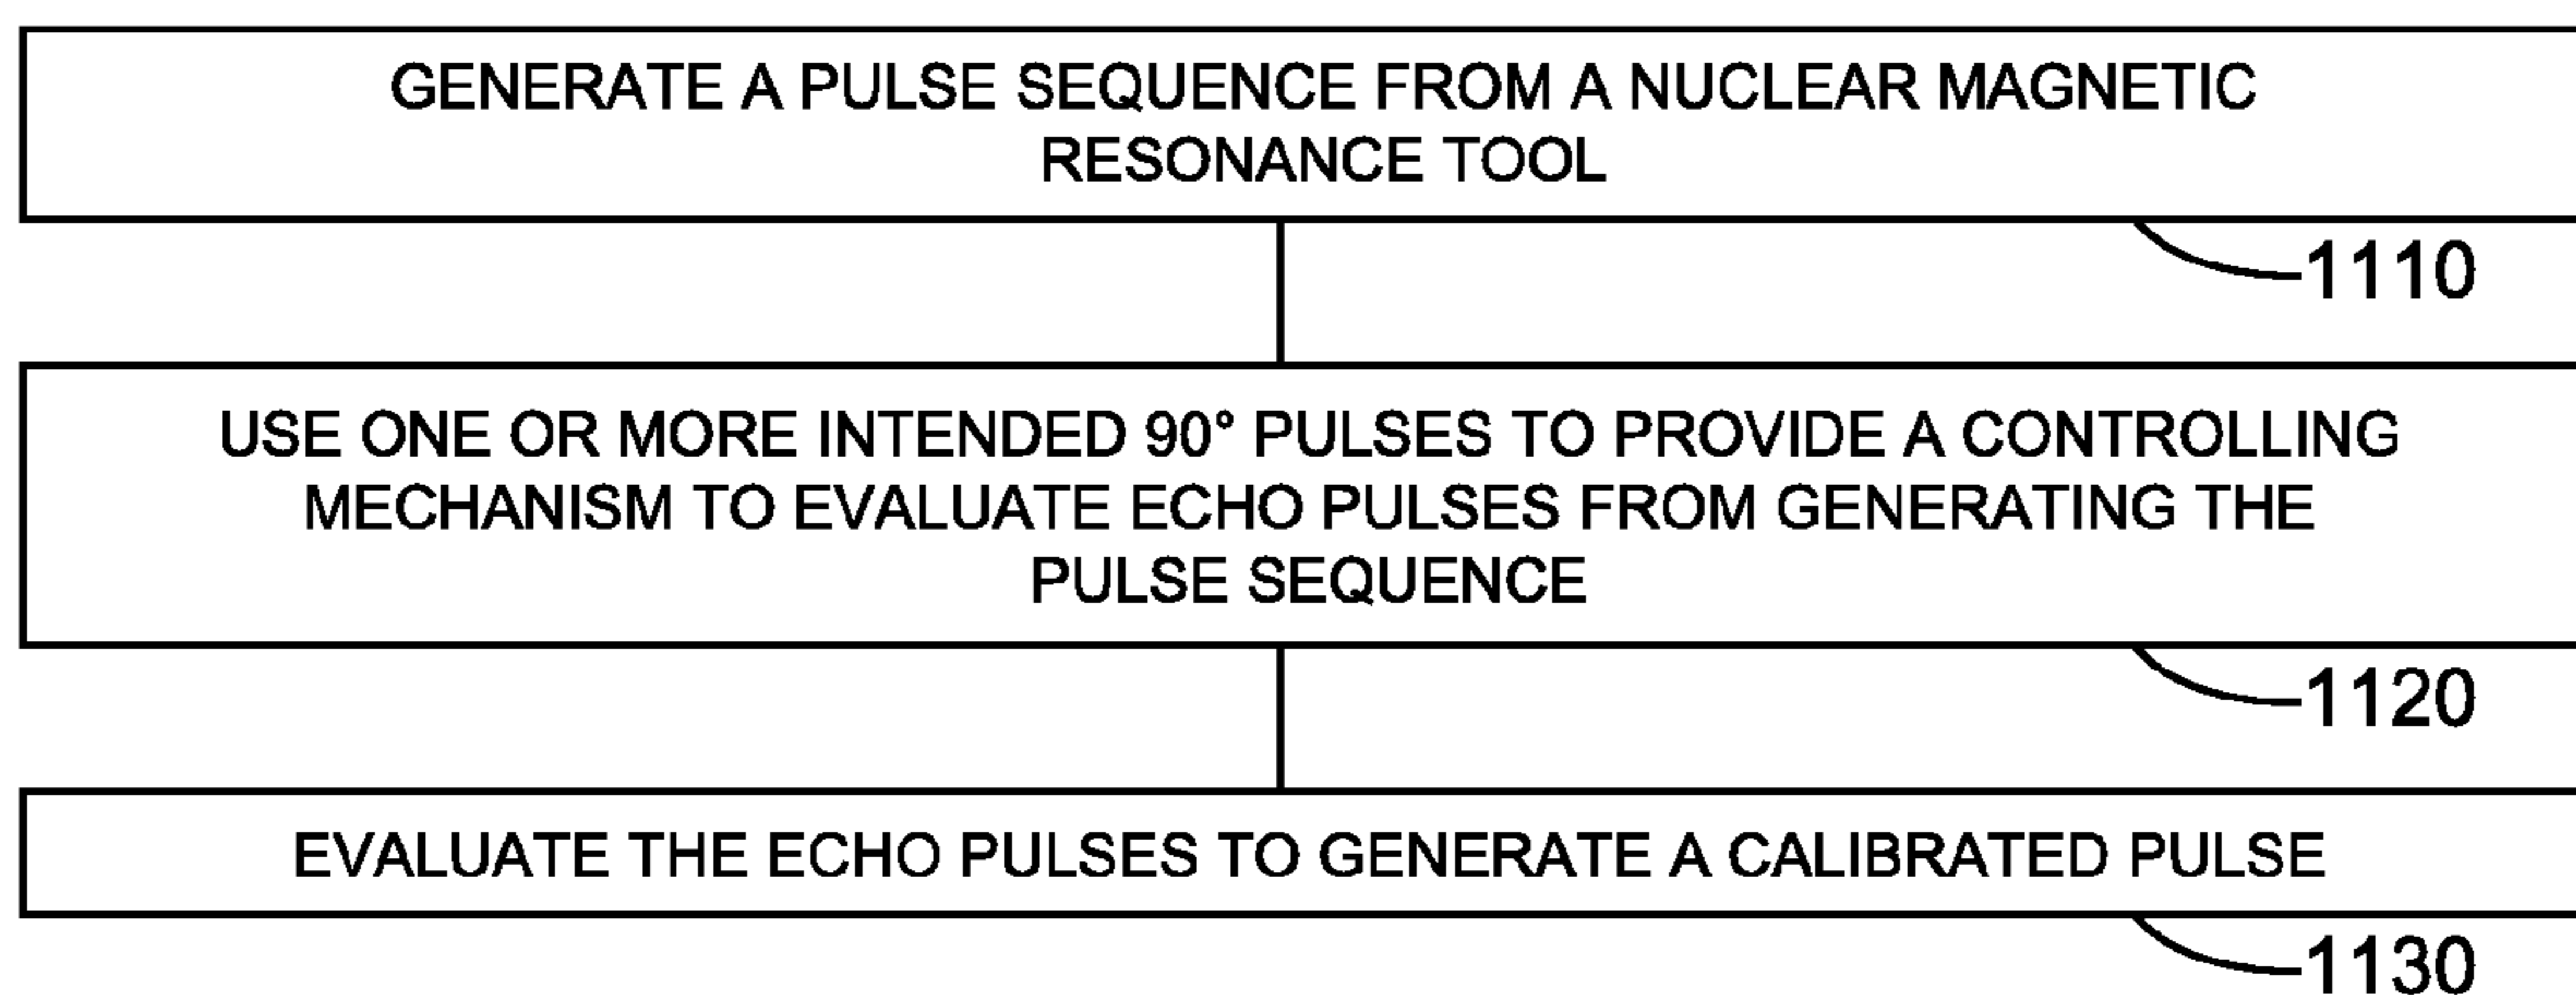 GENERATE A PULSE SEQUENCE FROM A NUCLEAR MAGNETIC
RESONANCE TOOL
1110
USE ONE OR MORE INTENDED 90° PULSES TO PROVIDE A CONTROLLING
MECHANISM TO EVALUATE ECHO PULSES FROM GENERATING THE
PULSE SEQUENCE
1120
EVALUATE THE ECHO PULSES TO GENERATE A CALIBRATED PULSE
1130